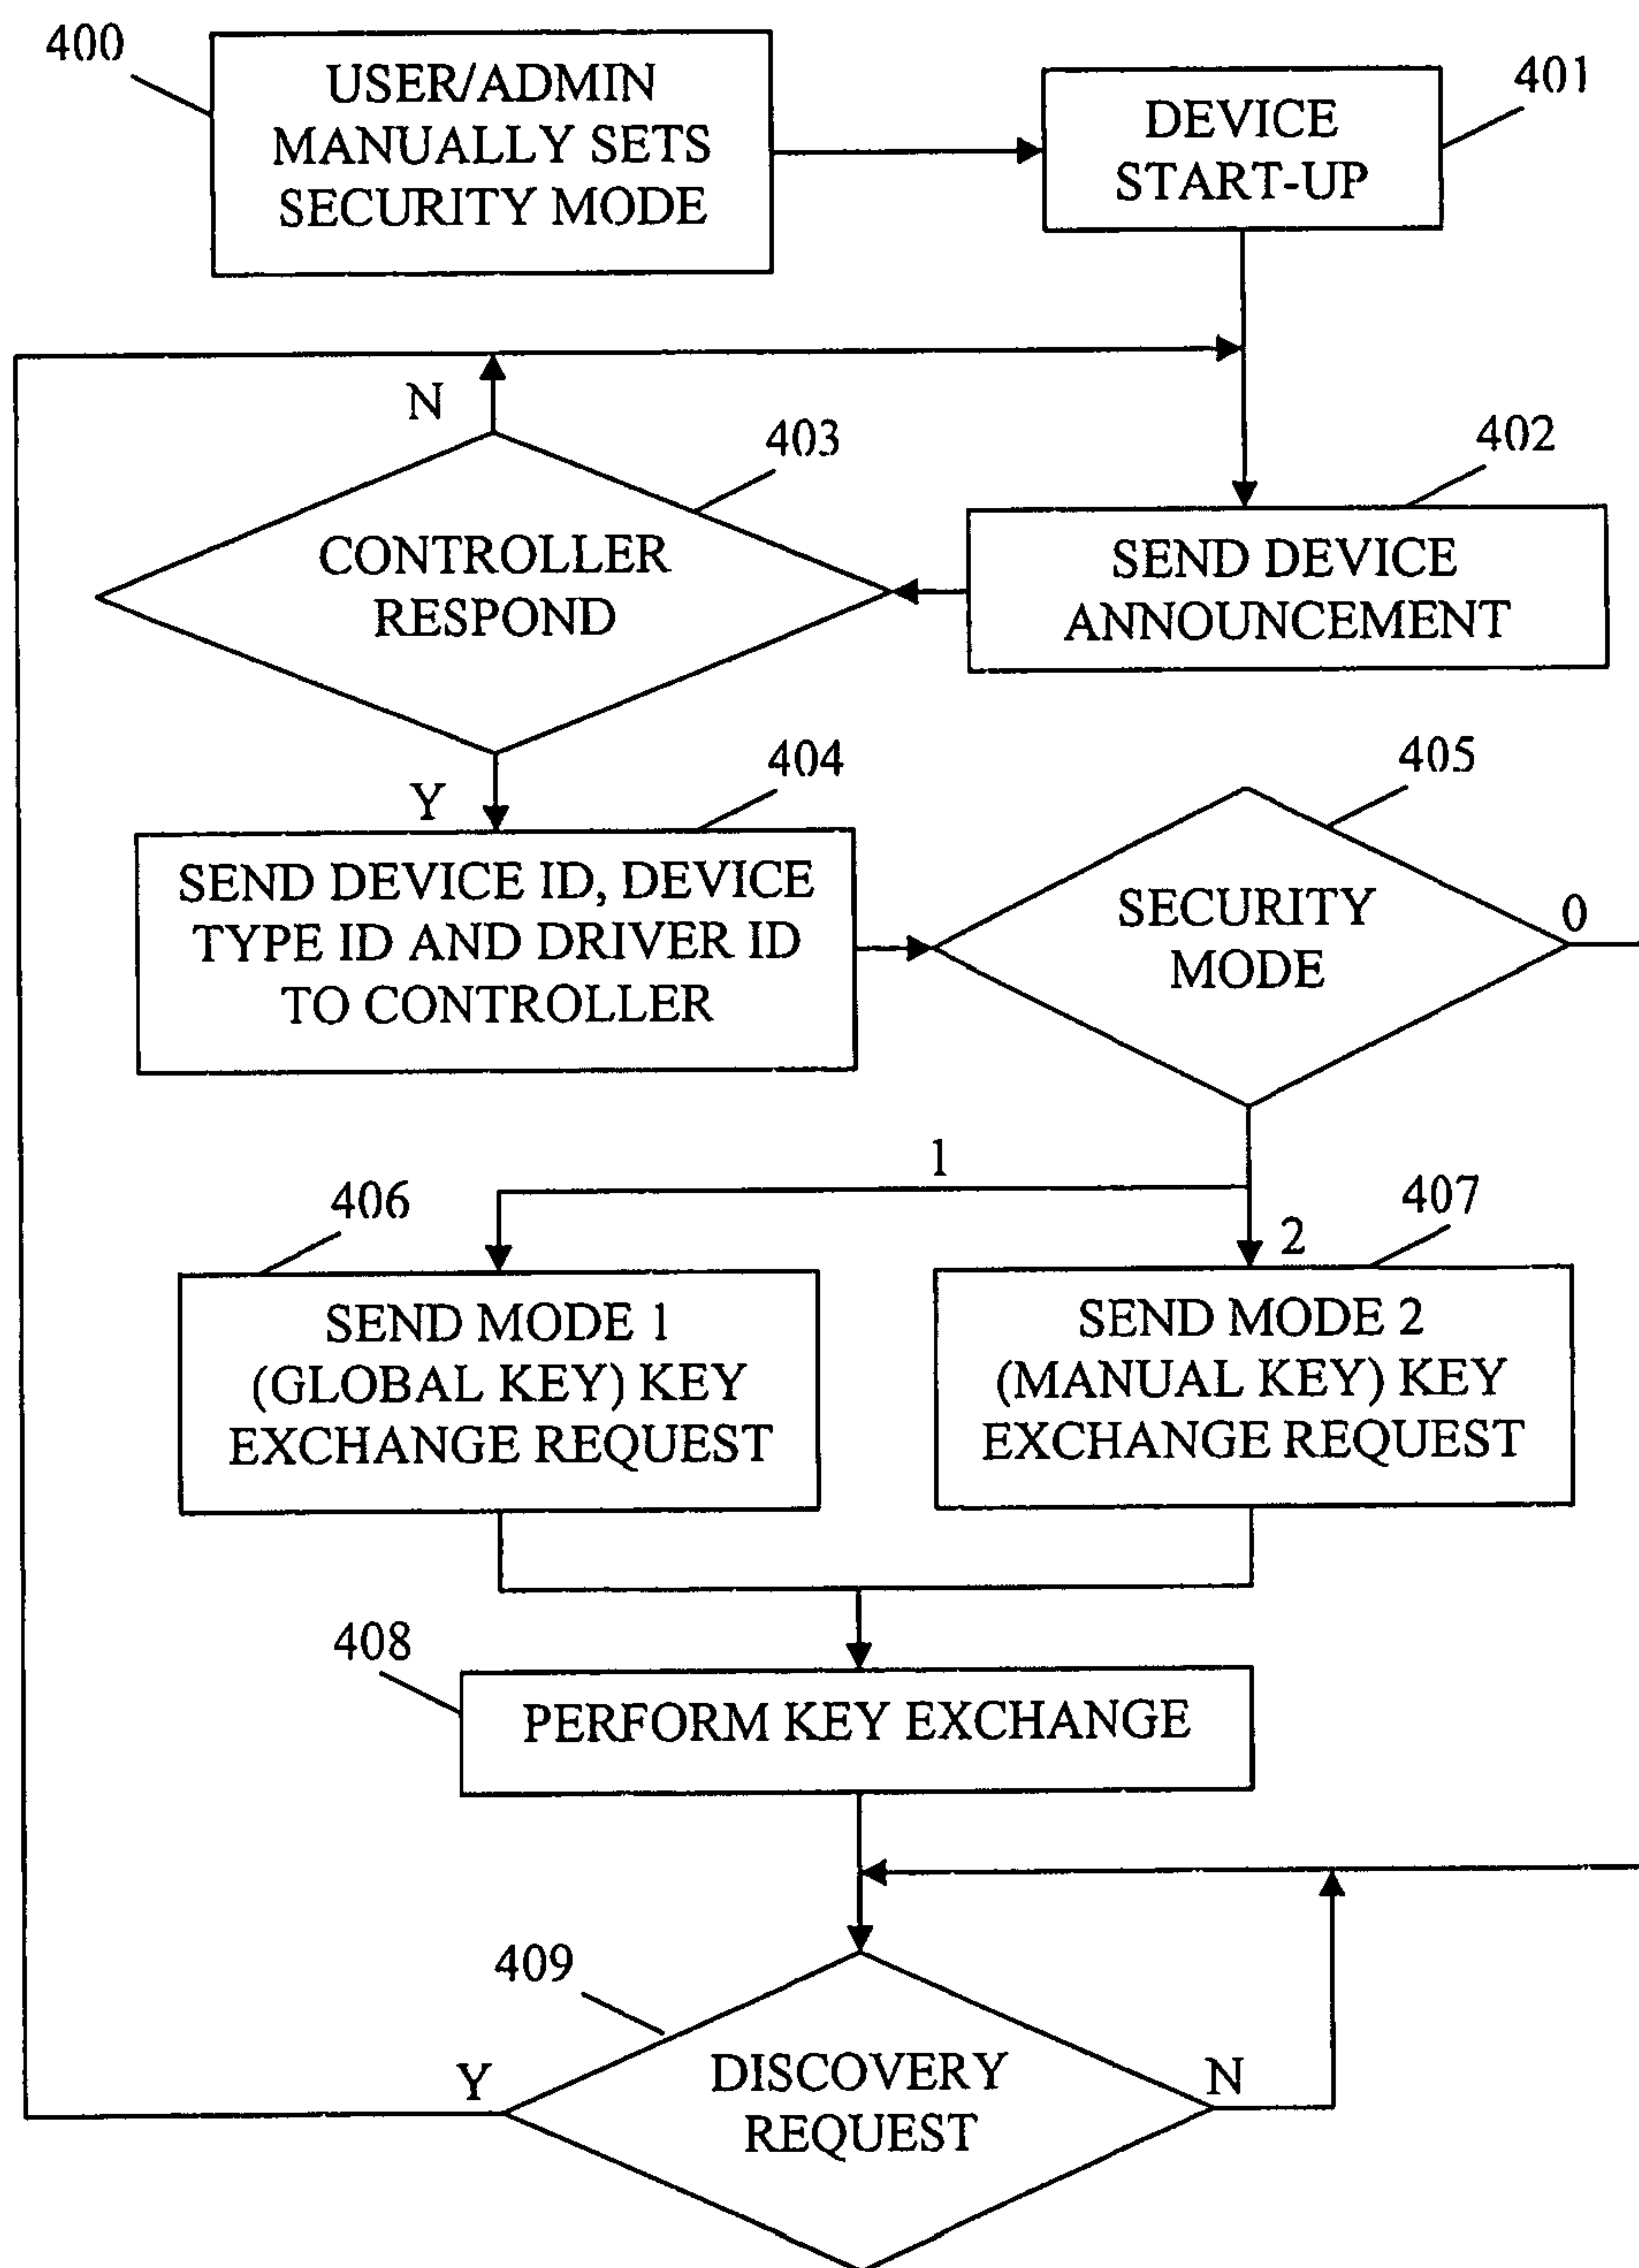 400
USER/ADMIN
MANUALLY SETS
SECURITY MODE
401
DEVICE
START-UP
N
403
CONTROLLER
RESPOND
402
SEND DEVICE
ANNOUNCEMENT
Y
404
SEND DEVICE ID, DEVICE
TYPE ID AND DRIVER ID
TO CONTROLLER
405
SECURITY
MODE
0
1
2
406
SEND MODE 1
(GLOBAL KEY) KEY
EXCHANGE REQUEST
407
SEND MODE 2
(MANUAL KEY) KEY
EXCHANGE REQUEST
408
PERFORM KEY EXCHANGE
409
DISCOVERY
REQUEST
Y
N